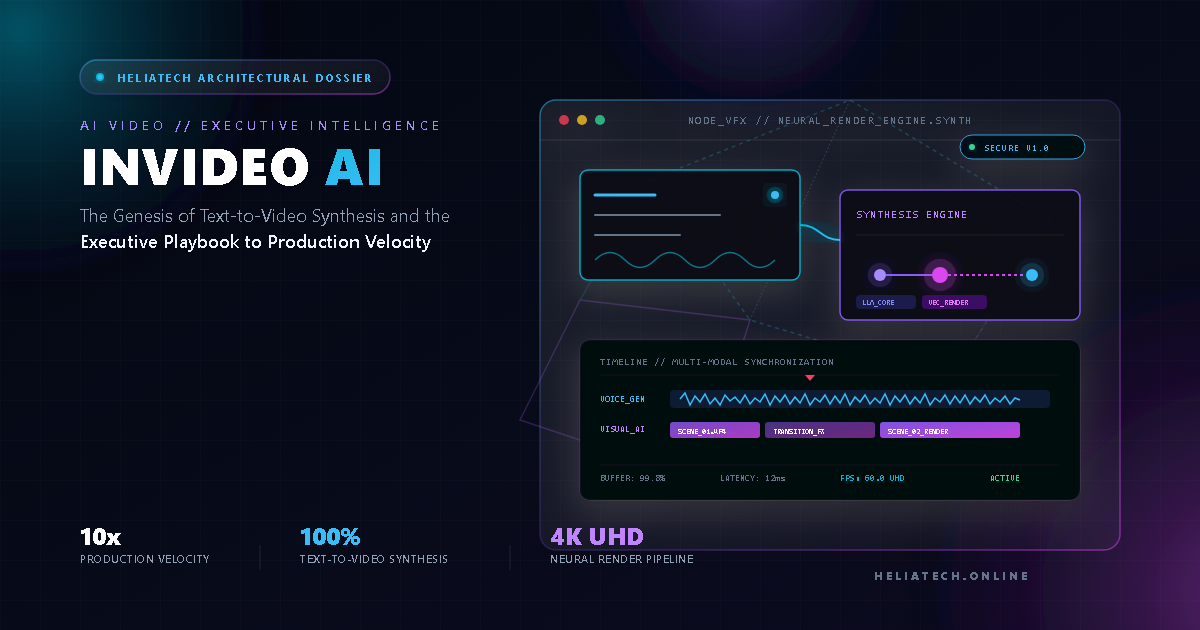 HELIATECH ARCHITECTURAL DOSSIER
AI VIDEO // EXECUTIVE INTELLIGENCE
INVIDEO AI
The Genesis of Text-to-Video Synthesis and the
Executive Playbook to Production Velocity
NODE_VFX // NEURAL_RENDER_ENGINE.SYNTH
SECURE V1.0
SYNTHESIS ENGINE
LLA_CORE VEC_RENDER
TIMELINE // MULTI-MODAL SYNCHRONIZATION
VOICE_GEN
VISUAL_AI SCENE_01.MP4 TRANSITION_FX SCENE_02_RENDER
BUFFER: 99.8% LATENCY: 12ms FPS: 60.0 UHD ACTIVE
10x 100% 4K UHD
PRODUCTION VELOCITY TEXT-TO-VIDEO SYNTHESIS NEURAL RENDER PIPELINE
HELIATECH.ONLINE